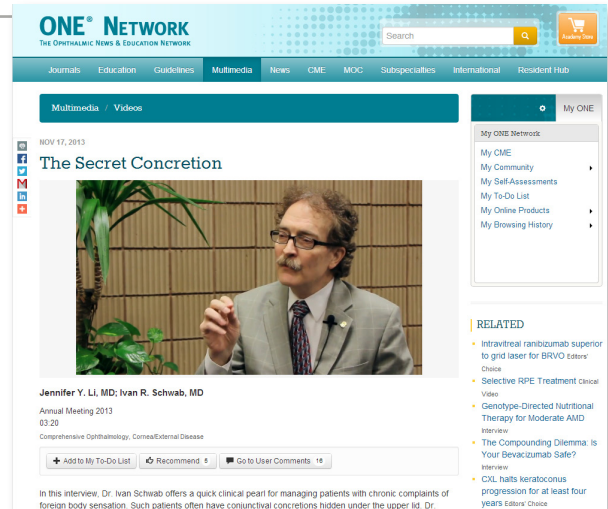 ONE® NETWORK
THE OPHTHALMIC NEWS & EDUCATION NETWORK
Search
Academy Store
Journals Education Guidelines Multimedia News CME MOC Subspecialties International Resident Hub
Multimedia / Videos
My ONE
NOV 17, 2013
The Secret Concretion
Jennifer Y. Li, MD; Ivan R. Schwab, MD
Annual Meeting 2013
03:20
Comprehensive Ophthalmology, Cornea/External Disease
Add to My To-Do List Recommend 6 Go to User Comments 16
In this interview, Dr. Ivan Schwab offers a quick clinical pearl for managing patients with chronic complaints of
foreign body sensation. Such patients often have conjunctival concretions hidden under the upper lid. Dr.
My ONE Network
My CME
My Community
My Self-Assessments
My To-Do List
My Online Products
My Browsing History
RELATED
Intravitreal ranibizumab superior
to grid laser for BRVO Editors'
Choice
Selective RPE Treatment Clinical
Video
Genotype-Directed Nutritional
Therapy for Moderate AMD
Interview
The Compounding Dilemma: Is
Your Bevacizumab Safe?
Interview
CXL halts keratoconus
progression for at least four
years Editors' Choice